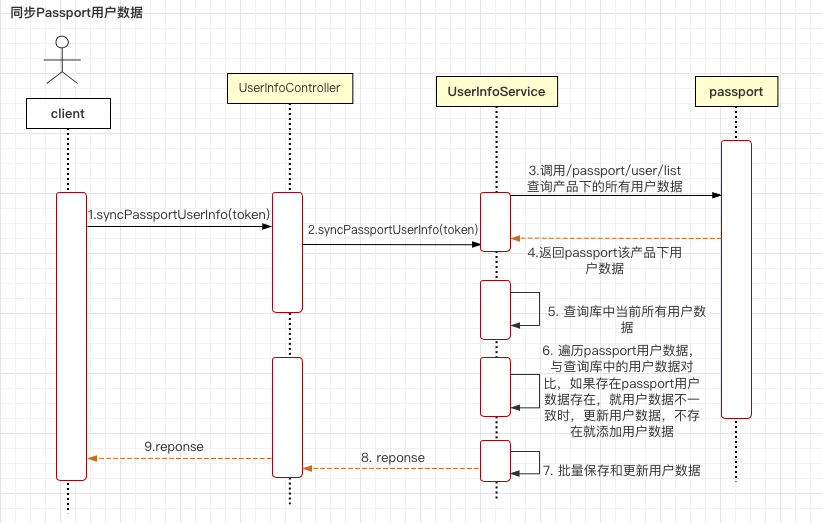 同步Passport用户数据
client
UserInfoController
UserInfoService
passport
1.syncPassportUserInfo(token)
2.syncPassportUserInfo(token)
3.调用/passport/user/list
查询产品下的所有用户数据
4.返回passport该产品下用
户数据
5. 查询库中当前所有用户数
据
6. 遍历passport用户数据，
与查询库中的用户数据对
比，如果存在passport用户
数据存在，就用户数据不一
致时，更新用户数据，不存
在就添加用户数据
7. 批量保存和更新用户数据
8. reponse
9.reponse